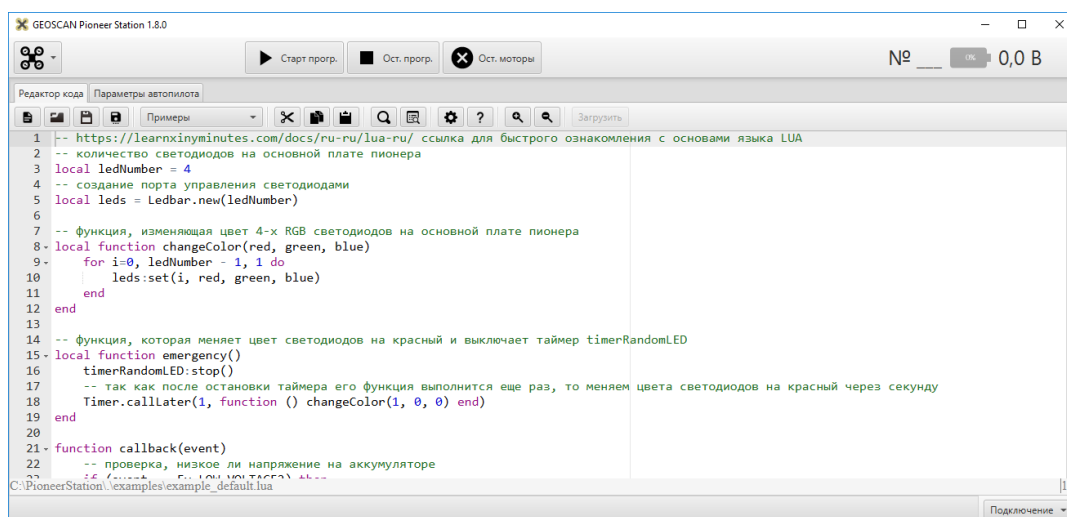 GEOSCAN Pioneer Station 1.8.0
Старт прогр. Ост. прогр. Ост. моторы № ___ 0% 0,0 В
Редактор кода Параметры автопилота
Примеры Загрузить
1 -- https://learnxinyminutes.com/docs/ru-ru/lua-ru/ ссылка для быстрого ознакомления с основами языка LUA
2 -- количество светодиодов на основной плате пионера
3 local ledNumber = 4
4 -- создание порта управления светодиодами
5 local leds = Ledbar.new(ledNumber)
6
7 -- функция, изменяющая цвет 4-х RGB светодиодов на основной плате пионера
8 local function changeColor(red, green, blue)
9 for i=0, ledNumber - 1, 1 do
10 leds:set(i, red, green, blue)
11 end
12 end
13
14 -- функция, которая меняет цвет светодиодов на красный и выключает таймер timerRandomLED
15 local function emergency()
16 timerRandomLED:stop()
17 -- так как после остановки таймера его функция выполнится еще раз, то меняем цвета светодиодов на красный через секунду
18 Timer.callLater(1, function () changeColor(1, 0, 0) end)
19 end
20
21 function callback(event)
22 -- проверка, низкое ли напряжение на аккумуляторе
C:\PioneerStation\.\examples\example_default.lua
Подключение